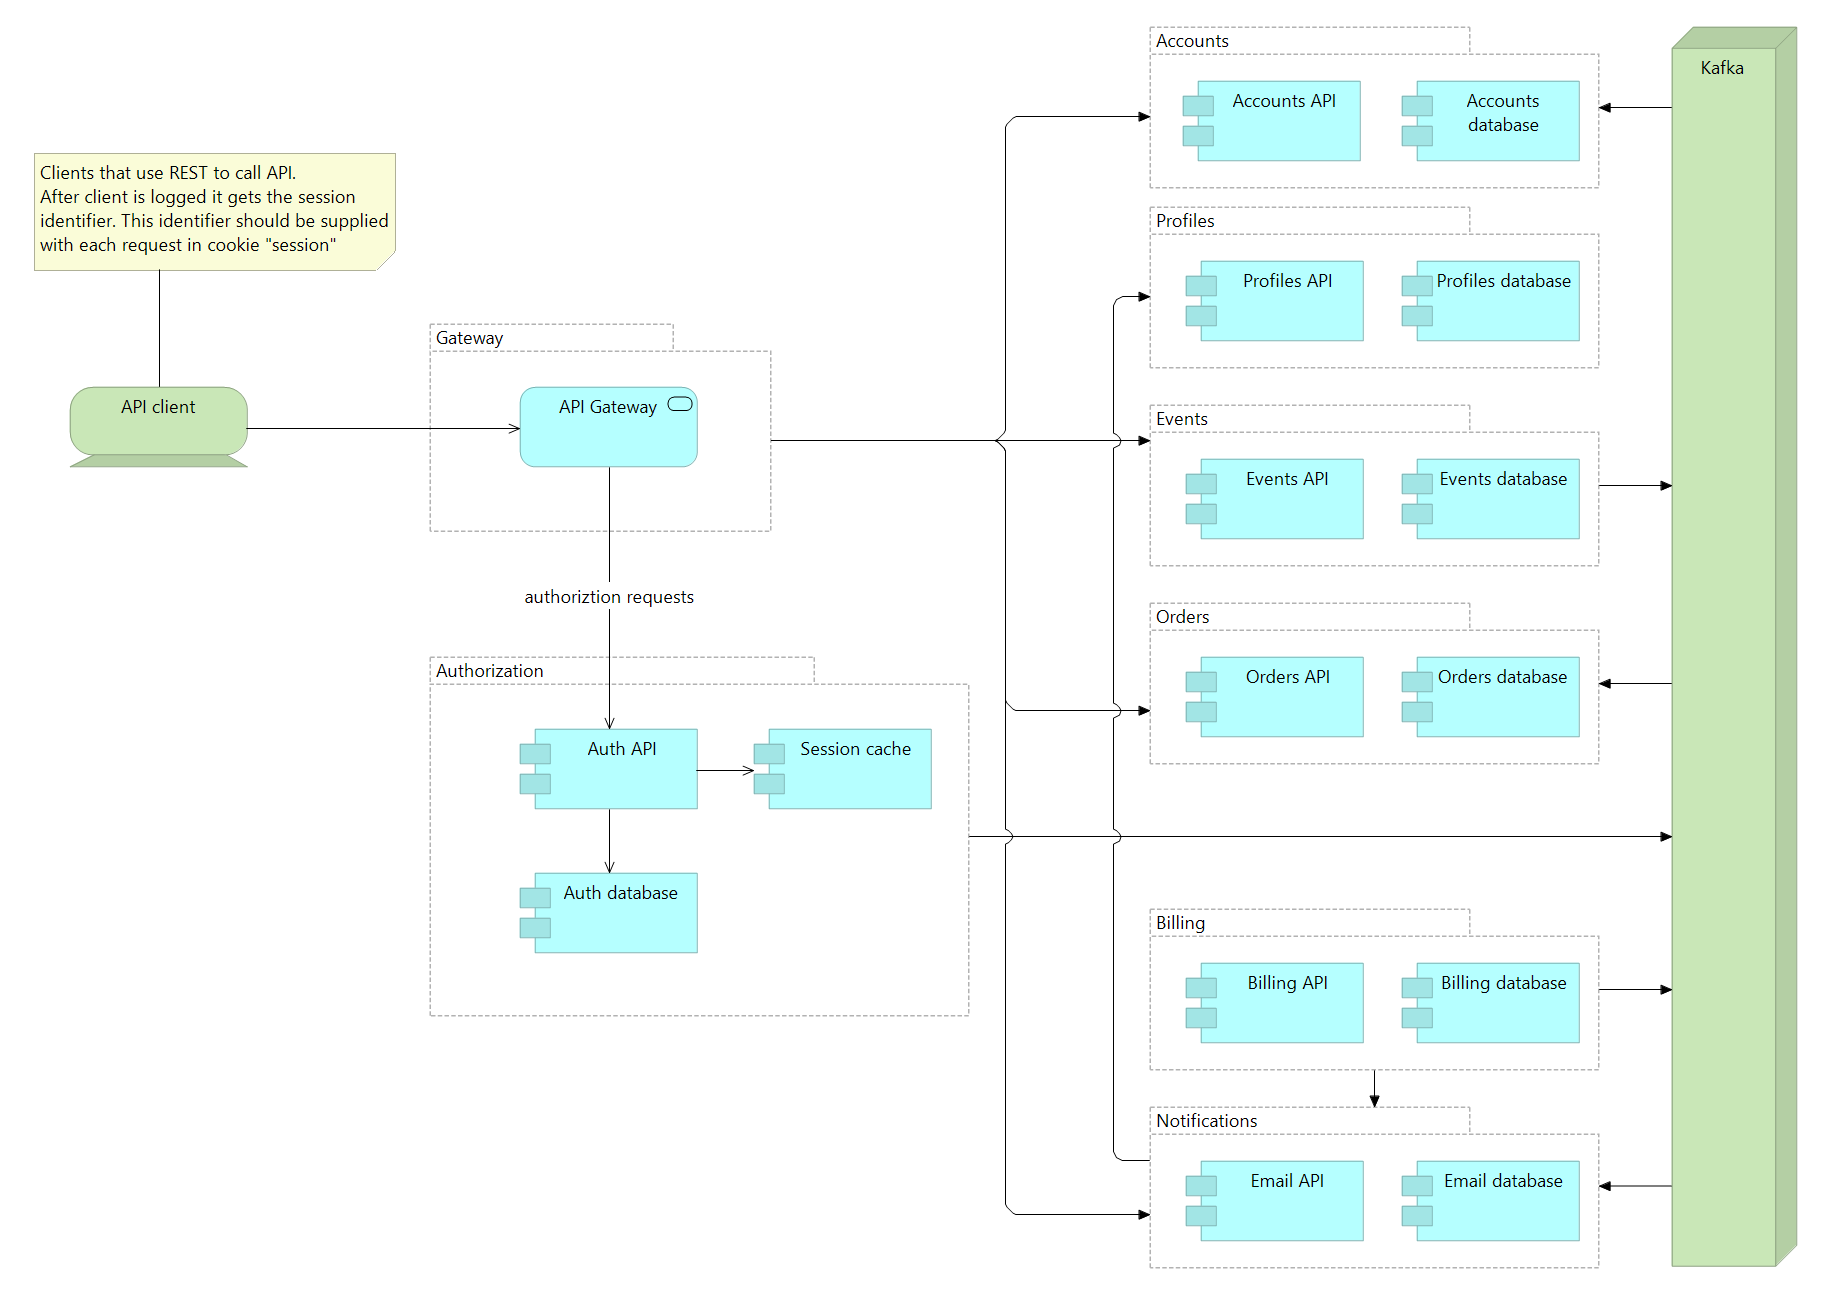 Clients that use REST to call API.
After client is logged it gets the session
identifier. This identifier should be supplied
with each request in cookie "session"
API client
Gateway
API Gateway
authoriztion requests
Authorization
Auth API
Session cache
Auth database
Accounts
Accounts API
Accounts
database
Profiles
Profiles API
Profiles database
Events
Events API
Events database
Orders
Orders API
Orders database
Billing
Billing API
Billing database
Notifications
Email API
Email database
Kafka